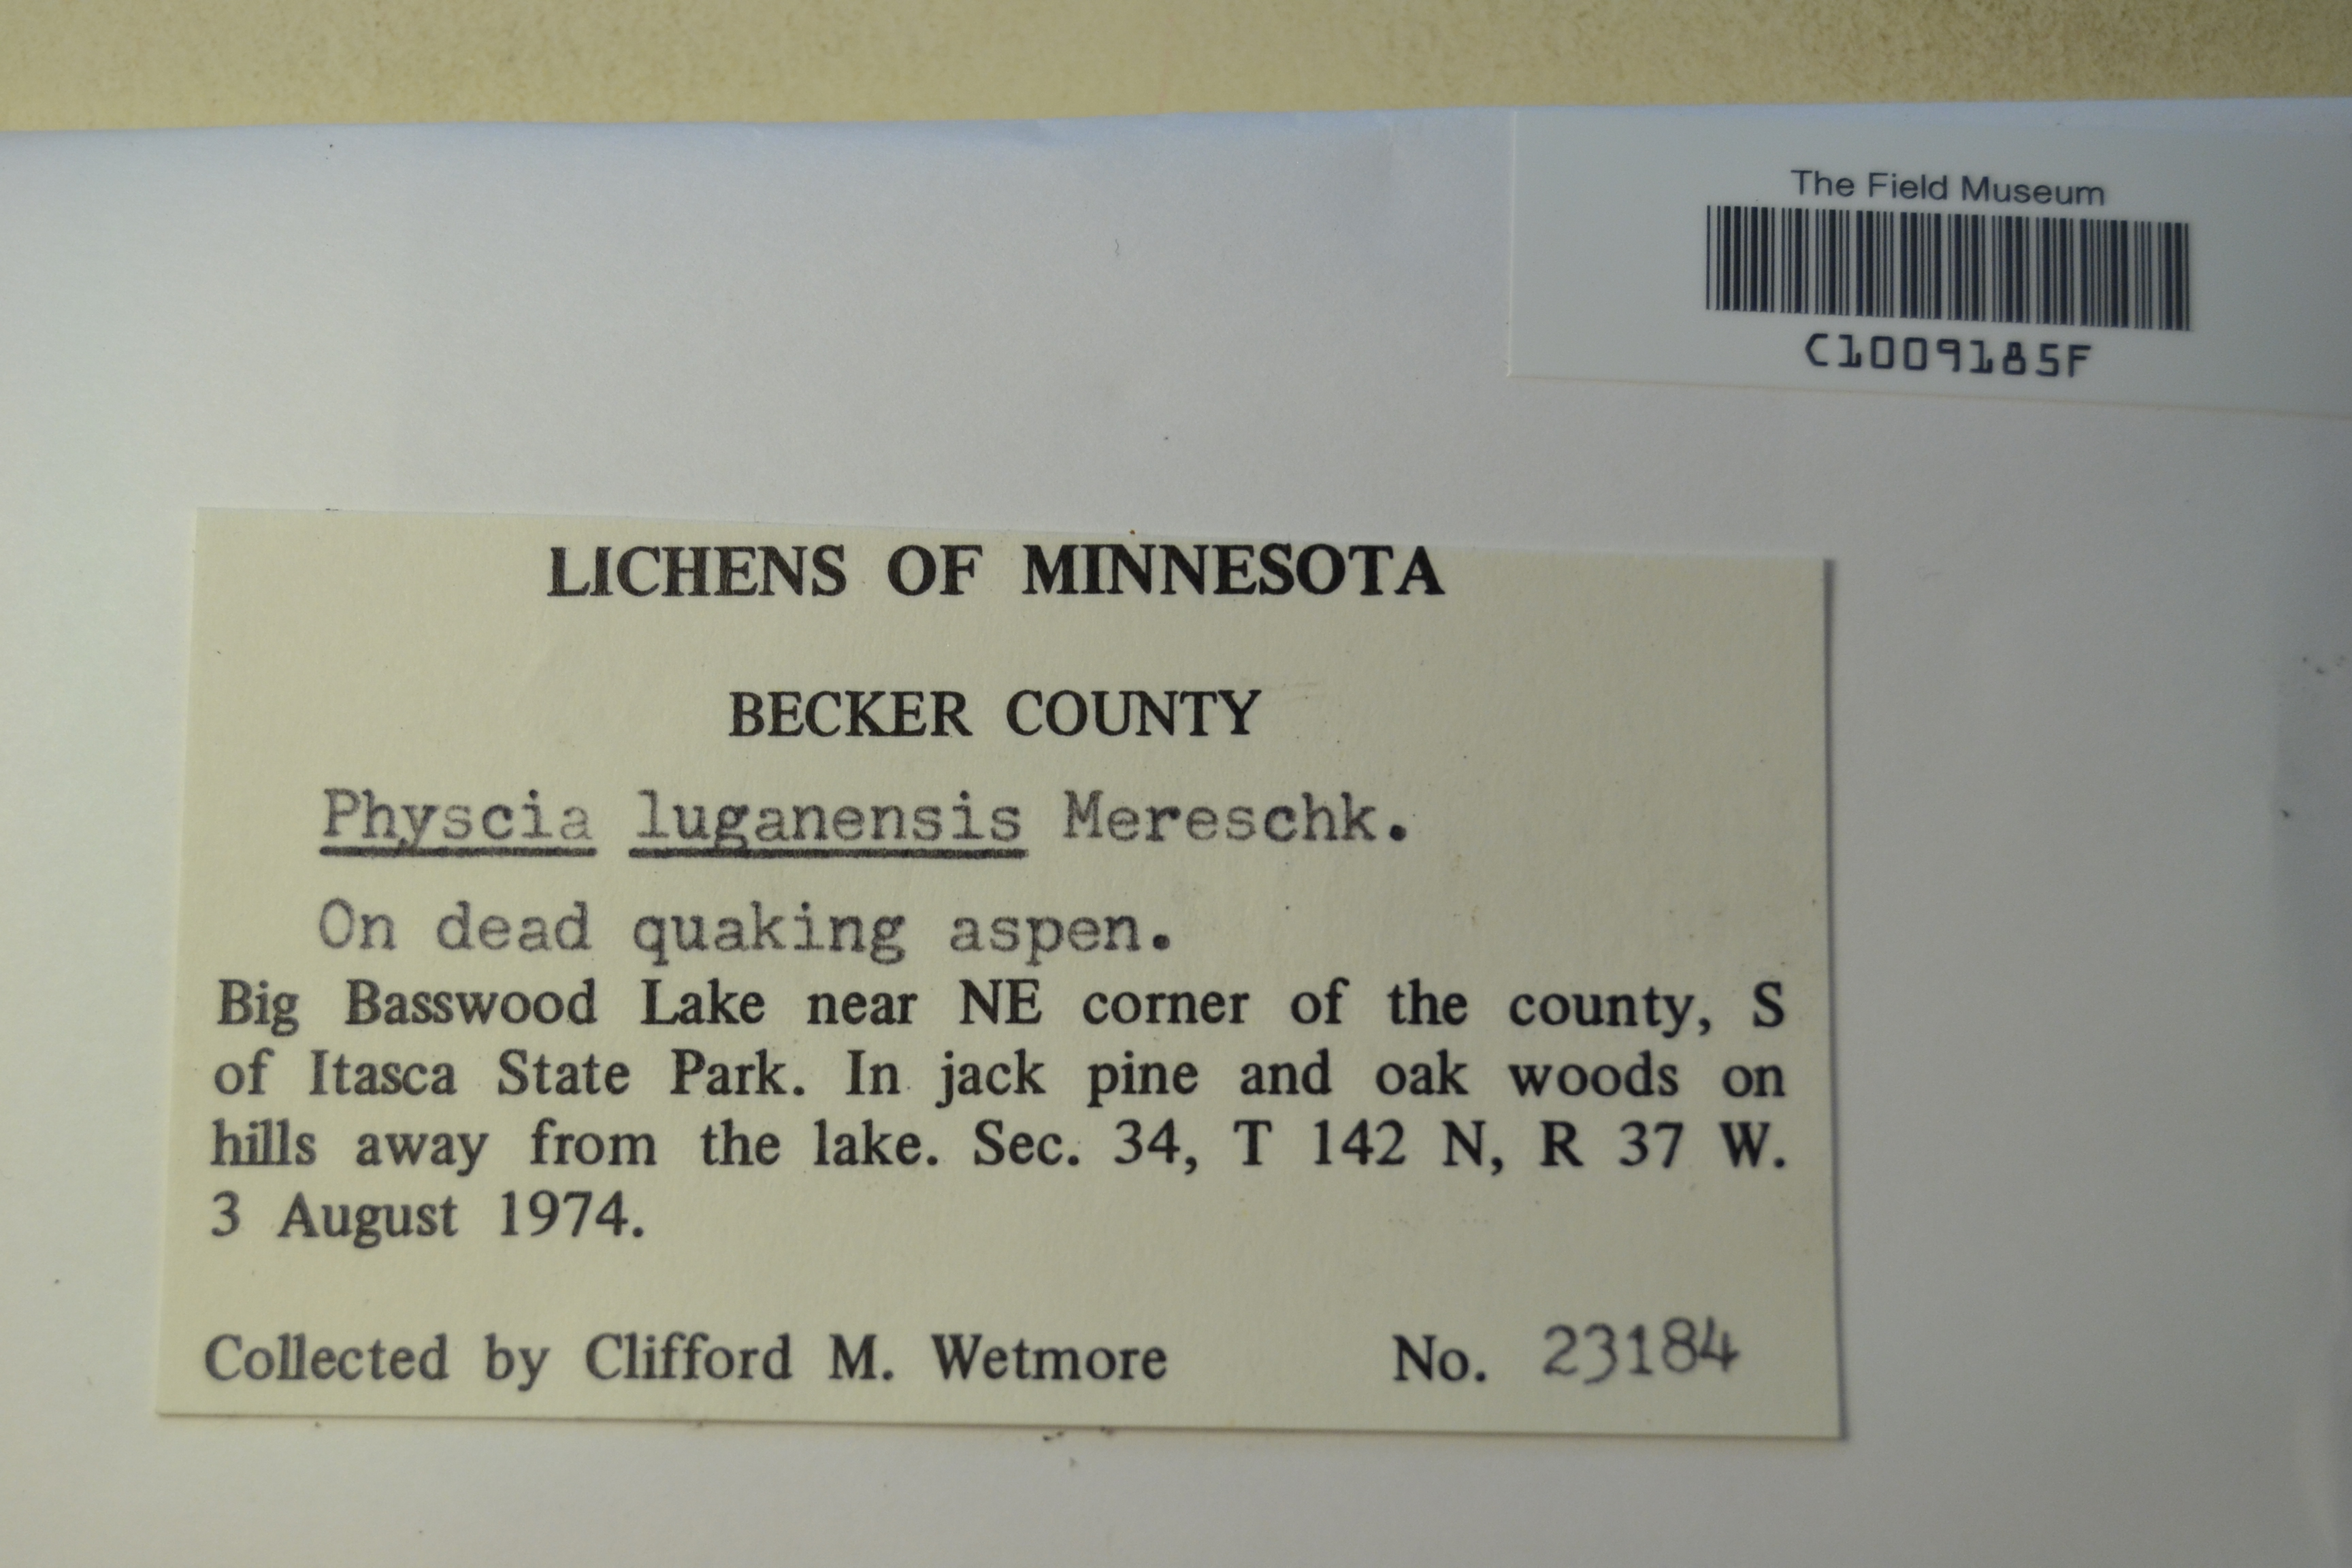 The Field Museum
C1009185F
LICHENS OF MINNESOTA
BECKER COUNTY
Physcia luganensis Mereschk.
On dead quaking aspen.
Big Basswood Lake near NE corner of the county, S
of Itasca State Park. In jack pine and oak woods on
hills away from the lake. Sec. 34, T 142 N, R 37 W.
3 August 1974.
Collected by Clifford M. Wetmore No. 23184